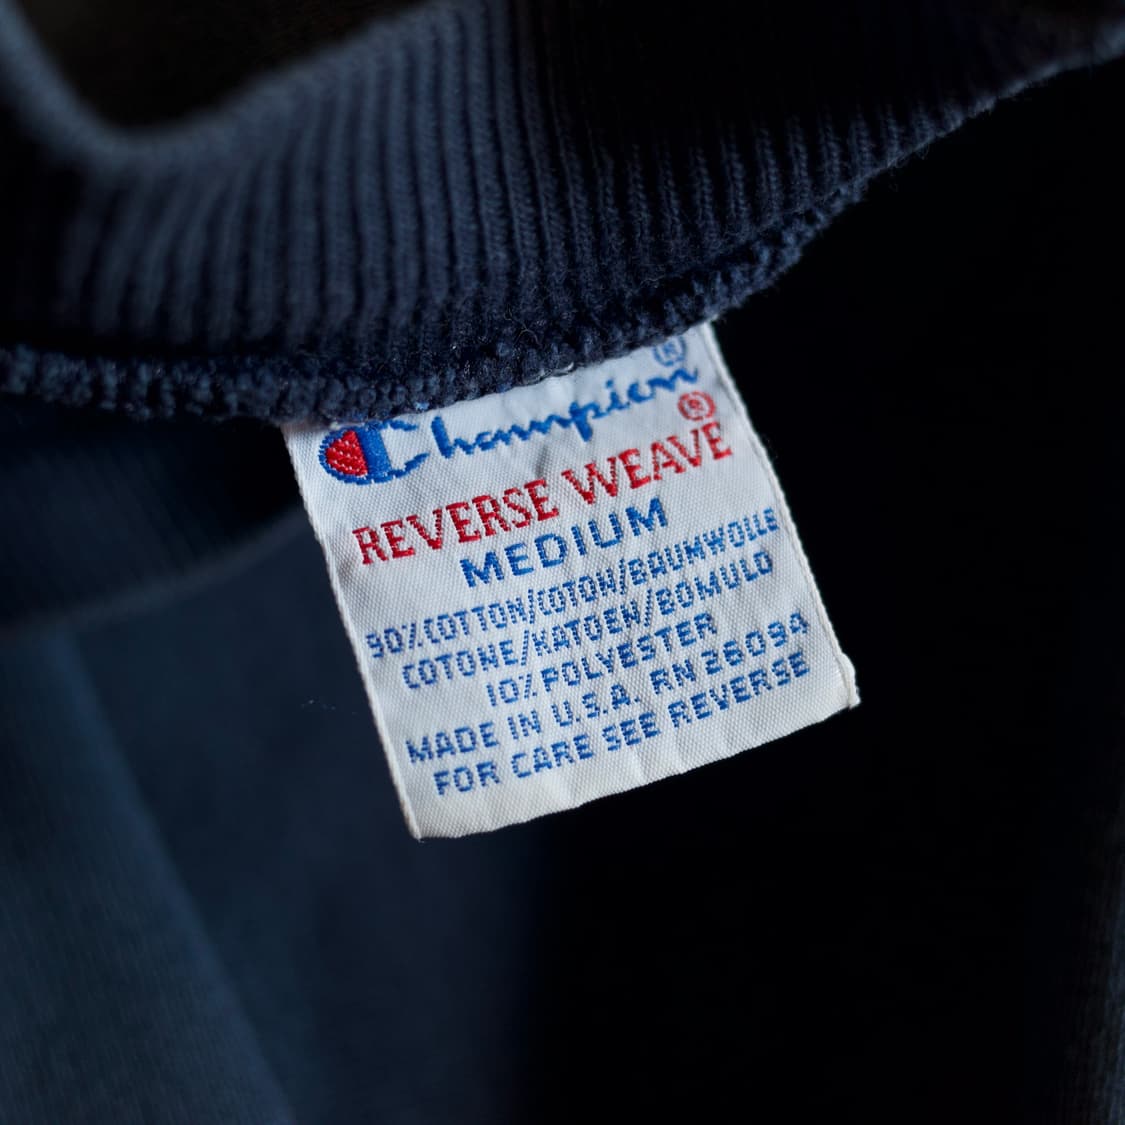 Champion®
REVERSE WEAVE®
MEDIUM
90% COTTON/COTON/BAUMWOLLE
COTONE/KATOEN/BOMULD
10% POLYESTER
MADE IN U.S.A. RN 26094
FOR CARE SEE REVERSE